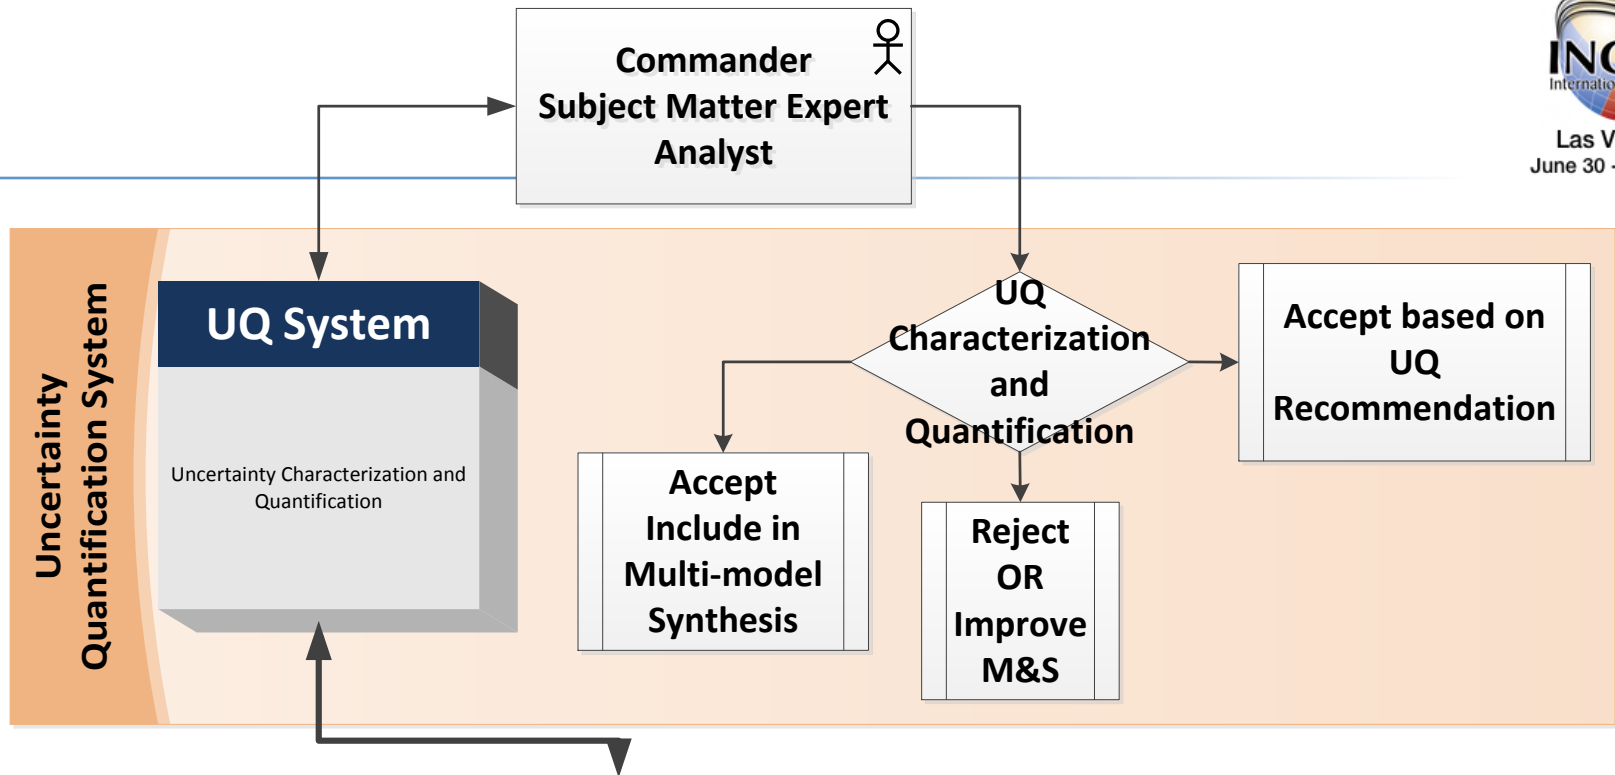 Commander
Subject Matter Expert
Analyst
Las V
June 30 -
Uncertainty
Quantification System
UQ System
Uncertainty Characterization and
Quantification
UQ
Characterization
and
Quantification
Accept based on
UQ
Recommendation
Accept
Include in
Multi-model
Synthesis
Reject
OR
Improve
M&S